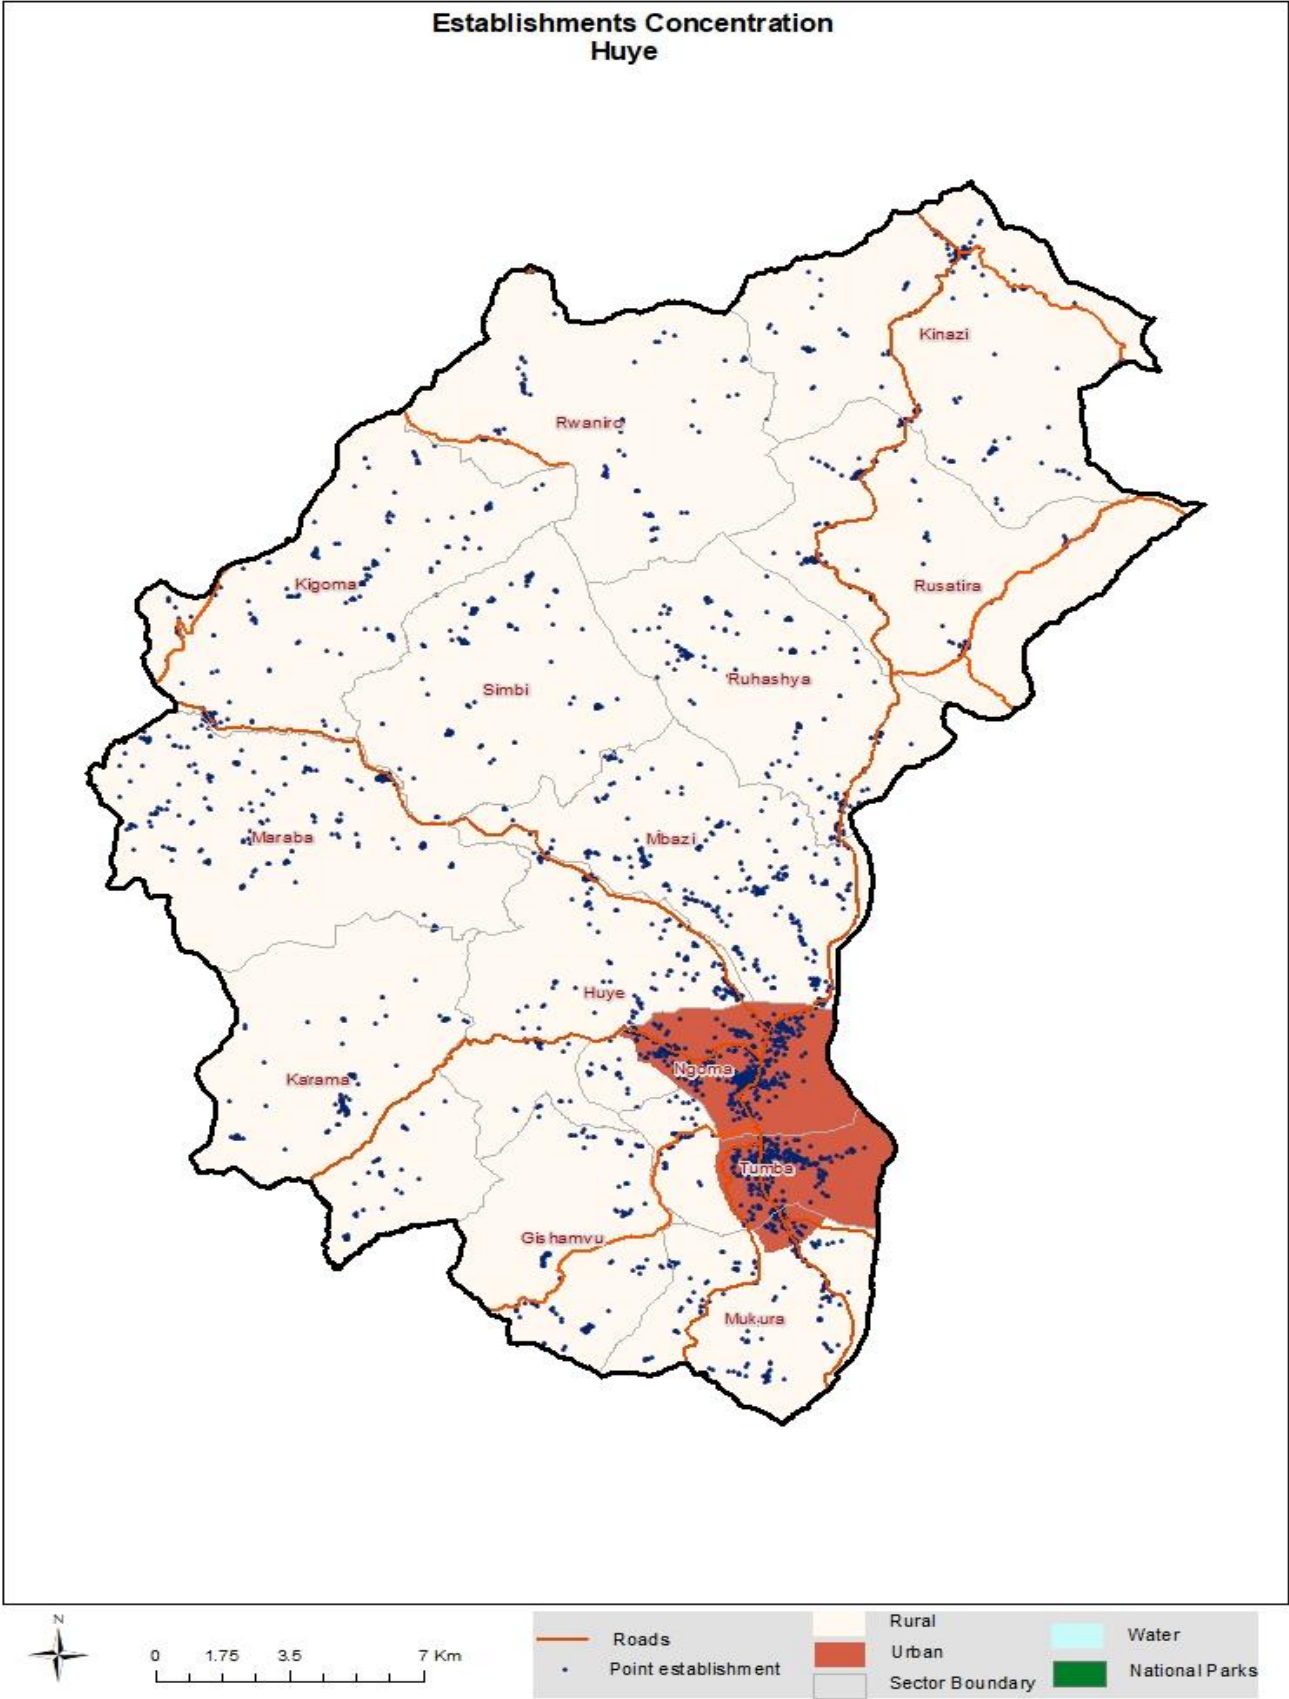 Establishments Concentration
Huye
Kinazi
Rwaniro
Kigoma
Rusatira
Ruhashya
Simbi
Maraba
Mbazi
Huye
Ngoma
Karama
Tumba
Gishamvu
Mukura
N
0 1.75 3.5 7 Km
Roads
Point establishment
Rural
Urban
Sector Boundary
Water
National Parks